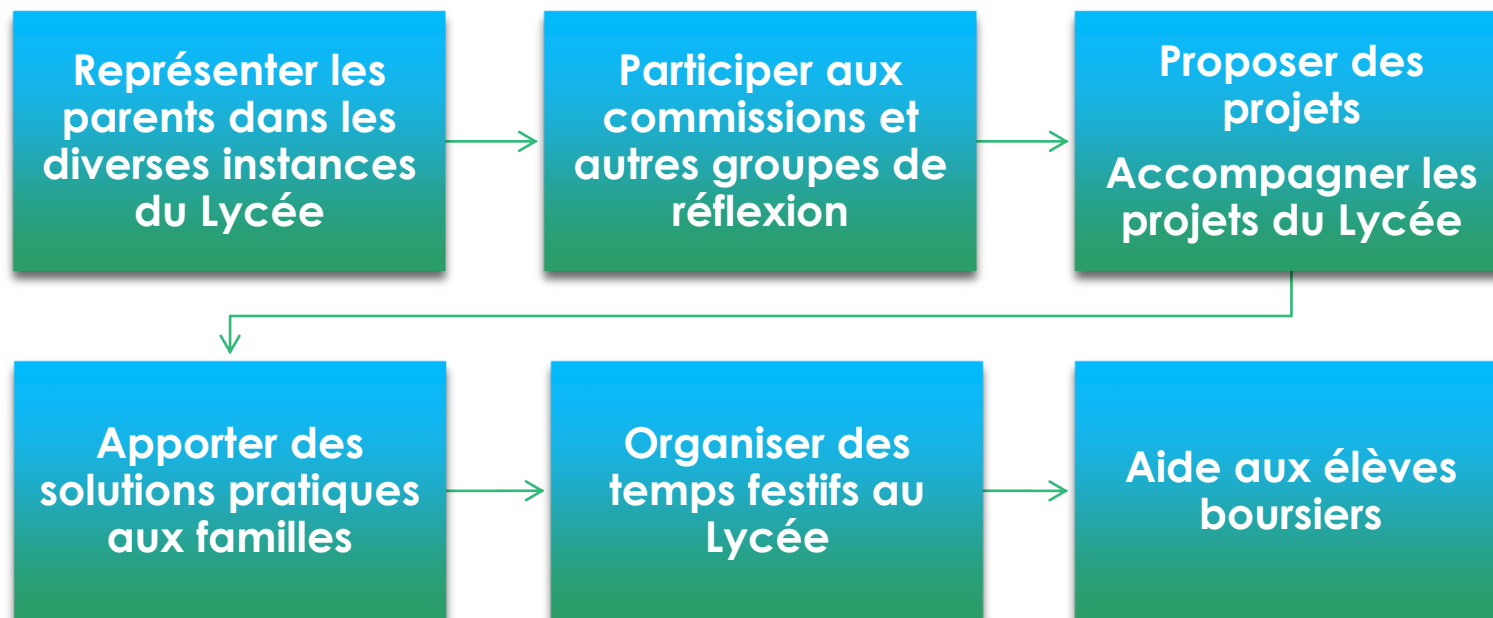 Représenter les
parents dans les
diverses instances
du Lycée
Participer aux
commissions et
autres groupes de
réflexion
Proposer des
projets
Accompagner les
projets du Lycée
Apporter des
solutions pratiques
aux familles
Organiser des
temps festifs au
Lycée
Aide aux élèves
boursiers